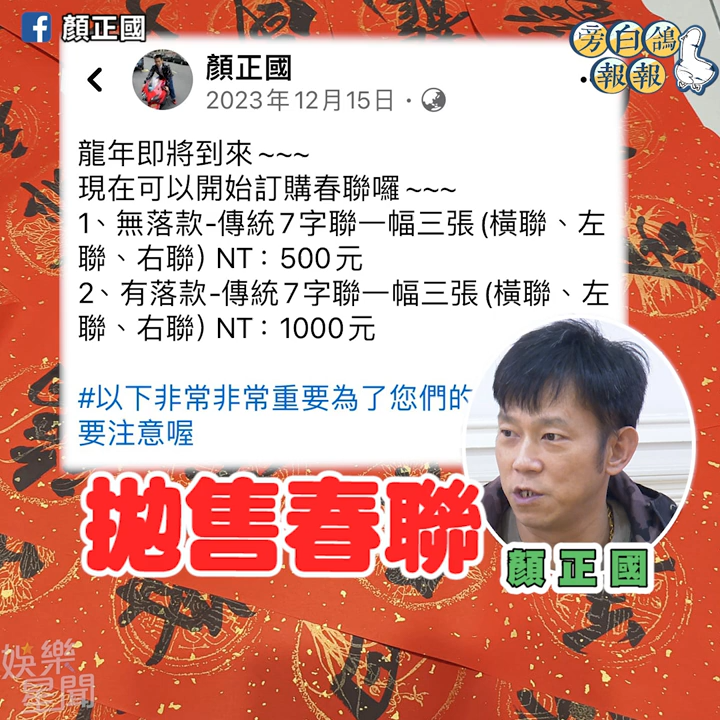 顏正國
旁白鴿
報報
顏正國
2023年12月15日
龍年即將到來~~~
現在可以開始訂購春聯囉~~~
1、無落款-傳統7字聯一幅三張(橫聯、左
聯、右聯) NT：500元
2、有落款-傳統7字聯一幅三張(橫聯、左
聯、右聯) NT：1000元
#以下非常非常重要為了您們的
要注意喔
拋售春聯
顏正國
娛樂
星聞